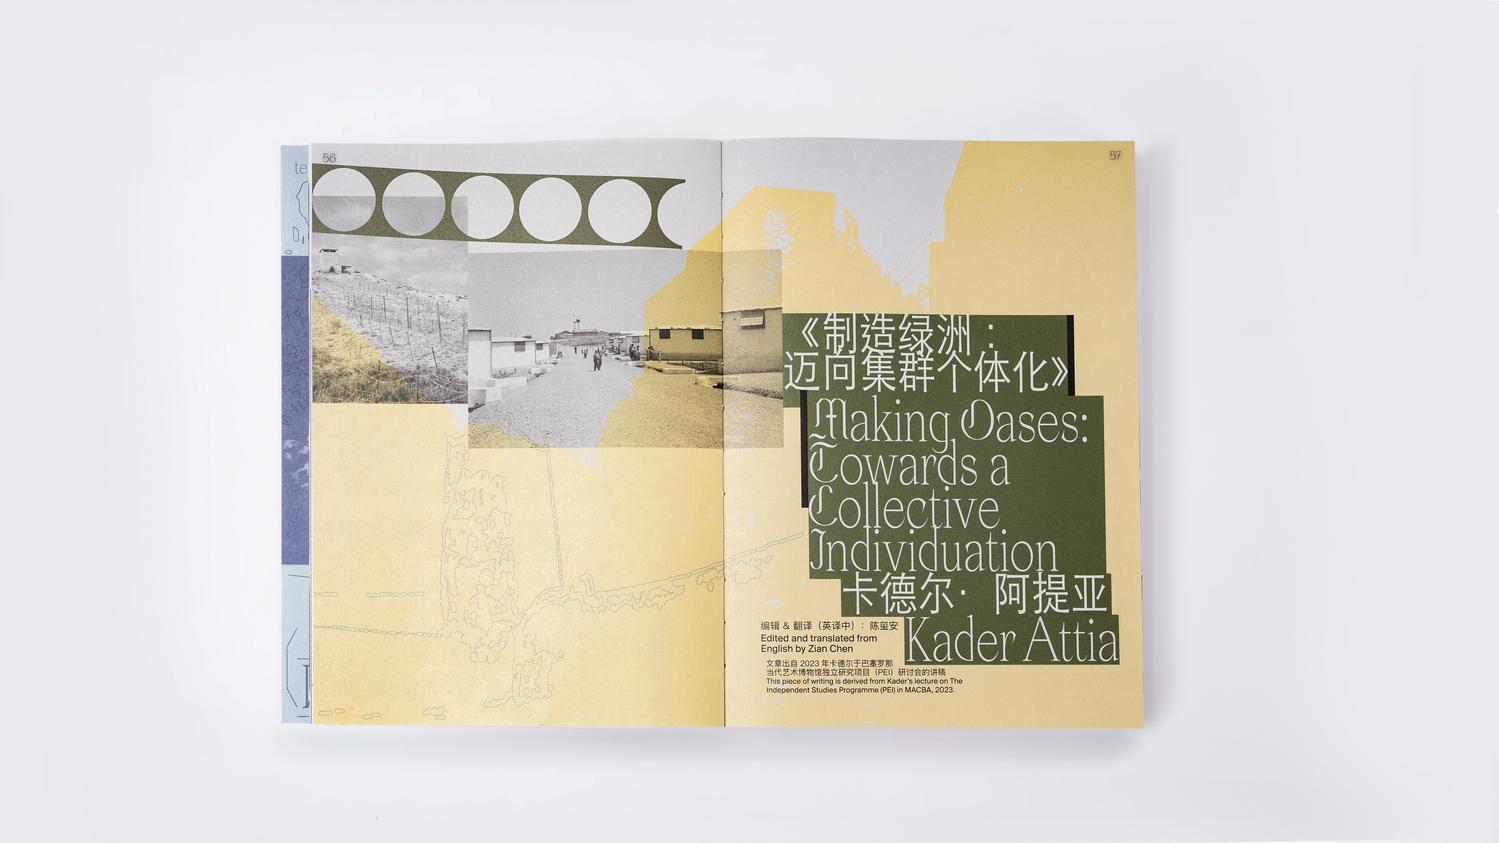 te
56
57
《制造绿洲：
迈向集群个体化》
Making Oases:
Towards a
Collective
Individuation
卡德尔·阿提亚
Kader Attia
编辑 & 翻译（英译中）：陈玺安
Edited and translated from
English by Zian Chen
文章出自 2023 年卡德尔于巴塞罗那
当代艺术博物馆独立研究项目（PEI）研讨会的讲稿
This piece of writing is derived from Kader's lecture on The
Independent Studies Programme (PEI) in MACBA, 2023.